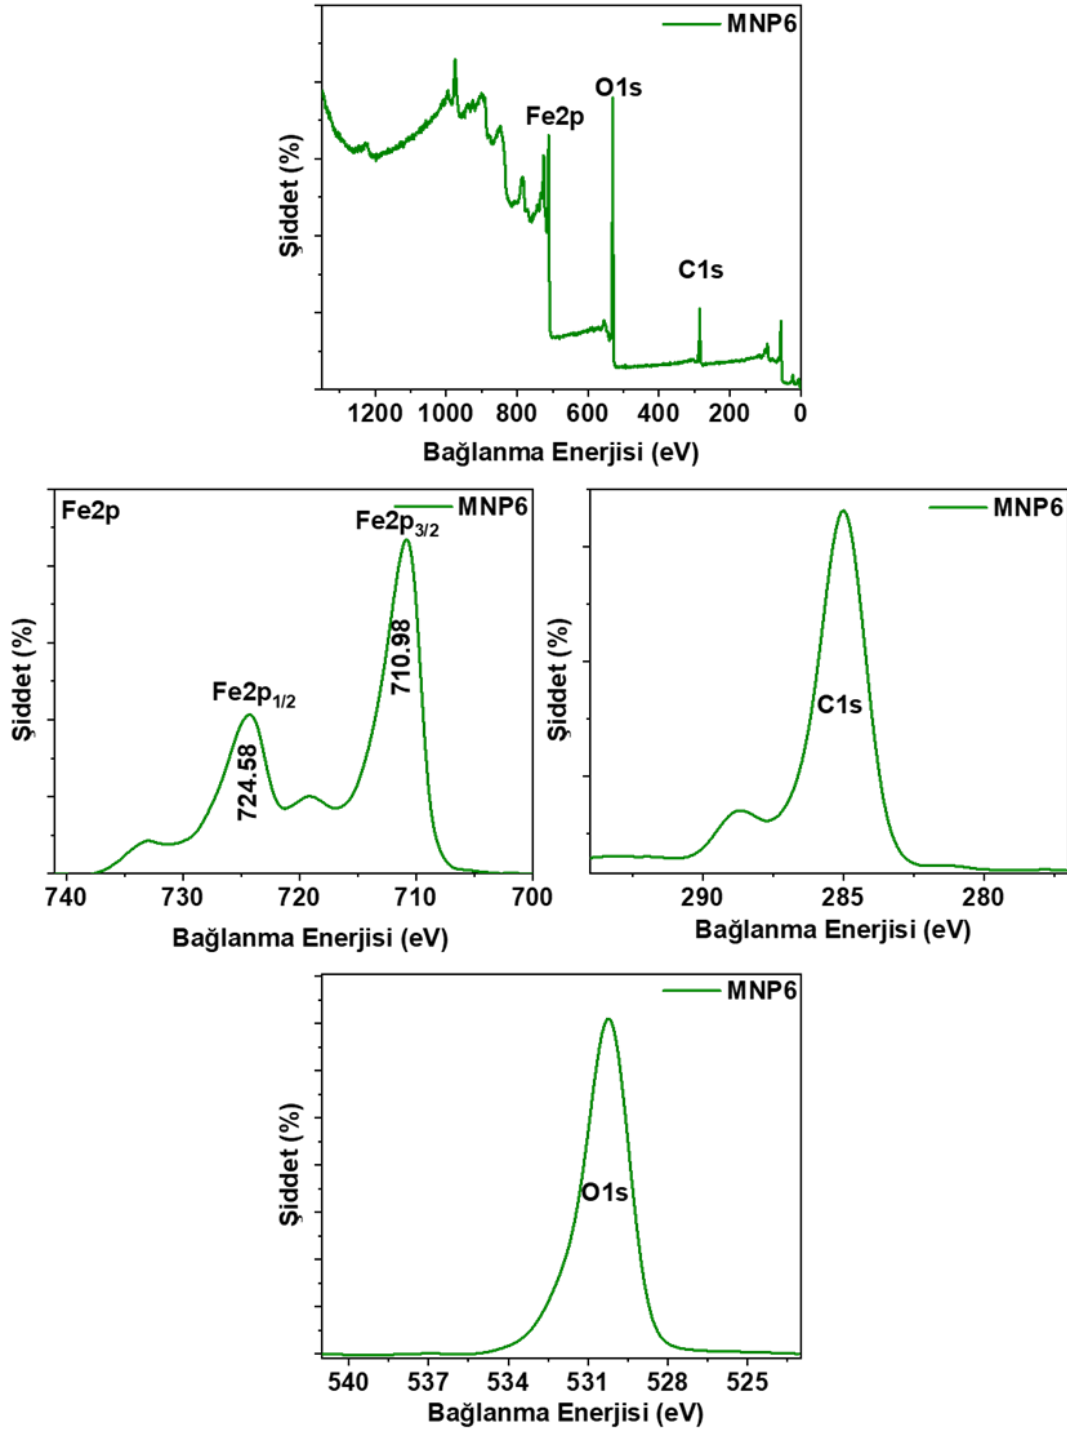 MNP6
O1s
Fe2p
C1s
Şiddet (%)
1200 1000 800 600 400 200 0
Bağlanma Enerjisi (eV)
Fe2p
MNP6
Fe2p3/2
710.98
Fe2p1/2
724.58
Şiddet (%)
740 730 720 710 700
Bağlanma Enerjisi (eV)
MNP6
C1s
Şiddet (%)
290 285 280
Bağlanma Enerjisi (eV)
MNP6
O1s
Şiddet (%)
540 537 534 531 528 525
Bağlanma Enerjisi (eV)